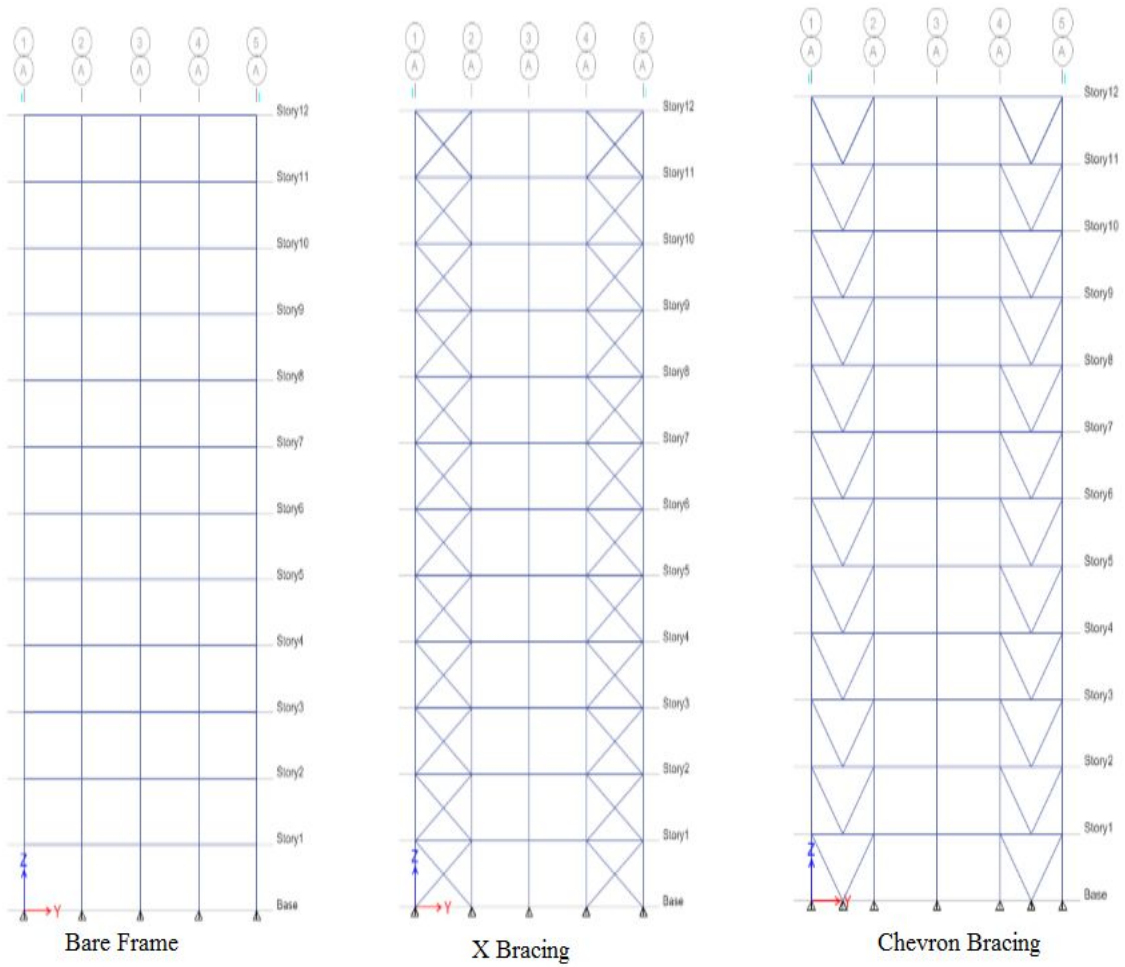 1 2 3 4 5
A A A A A
Story12
Story11
Story10
Story9
Story8
Story7
Story6
Story5
Story4
Story3
Story2
Story1
Z
Base
Y
Bare Frame
1 2 3 4 5
A A A A A
Story12
Story11
Story10
Story9
Story8
Story7
Story6
Story5
Story4
Story3
Story2
Story1
Z
Base
Y
X Bracing
1 2 3 4 5
A A A A A
Story12
Story11
Story10
Story9
Story8
Story7
Story6
Story5
Story4
Story3
Story2
Story1
Z
Base
Y
Chevron Bracing